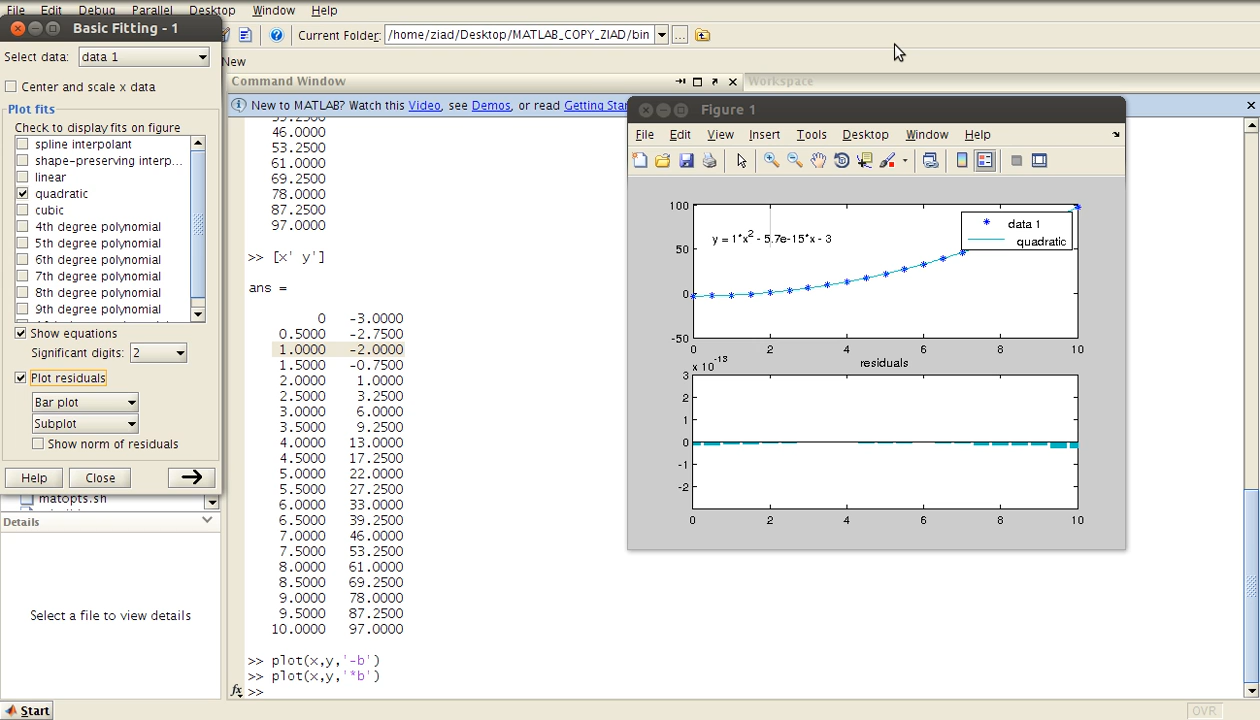 File Edit Debug Parallel Desktop Window Help
Basic Fitting - 1
Current Folder: /home/ziad/Desktop/MATLAB_COPY_ZIAD/bin ...
Select data: data 1
New
Command Window
Workspace
Center and scale x data
New to MATLAB? Watch this Video, see Demos, or read Getting Star
Plot fits
Check to display fits on figure
spline interpolant
shape-preserving interp...
linear
quadratic
cubic
4th degree polynomial
5th degree polynomial
6th degree polynomial
7th degree polynomial
8th degree polynomial
9th degree polynomial
Show equations
Significant digits: 2
Plot residuals
Bar plot
Subplot
Show norm of residuals
Help Close
matopts.sh
Details
Select a file to view details
39.2500
46.0000
53.2500
61.0000
69.2500
78.0000
87.2500
97.0000
>> [x' y']
ans =
0 -3.0000
0.5000 -2.7500
1.0000 -2.0000
1.5000 -0.7500
2.0000 1.0000
2.5000 3.2500
3.0000 6.0000
3.5000 9.2500
4.0000 13.0000
4.5000 17.2500
5.0000 22.0000
5.5000 27.2500
6.0000 33.0000
6.5000 39.2500
7.0000 46.0000
7.5000 53.2500
8.0000 61.0000
8.5000 69.2500
9.0000 78.0000
9.5000 87.2500
10.0000 97.0000
>> plot(x,y,'-b')
>> plot(x,y,'*b')
fx >>
Figure 1
File Edit View Insert Tools Desktop Window Help
100
50
0
-50
y = 1*x2 - 5.7e-15*x - 3
data 1
quadratic
0 2 4 6 8 10
x 10-13
residuals
3
2
1
0
-1
-2
0 2 4 6 8 10
Start
OVR